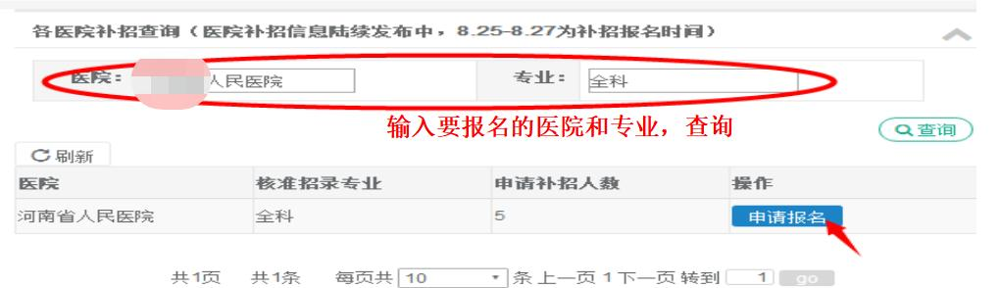 各医院补招查询（医院补招信息陆续发布中，8.25-8.27为补招报名时间）
医院： 人民医院 专业： 全科
输入要报名的医院和专业，查询
查询
刷新
医院 核准招录专业 申请补招人数 操作
河南省人民医院 全科 5 申请报名
共1页 共1条 每页共 10 条 上一页 1 下一页 转到 1 go